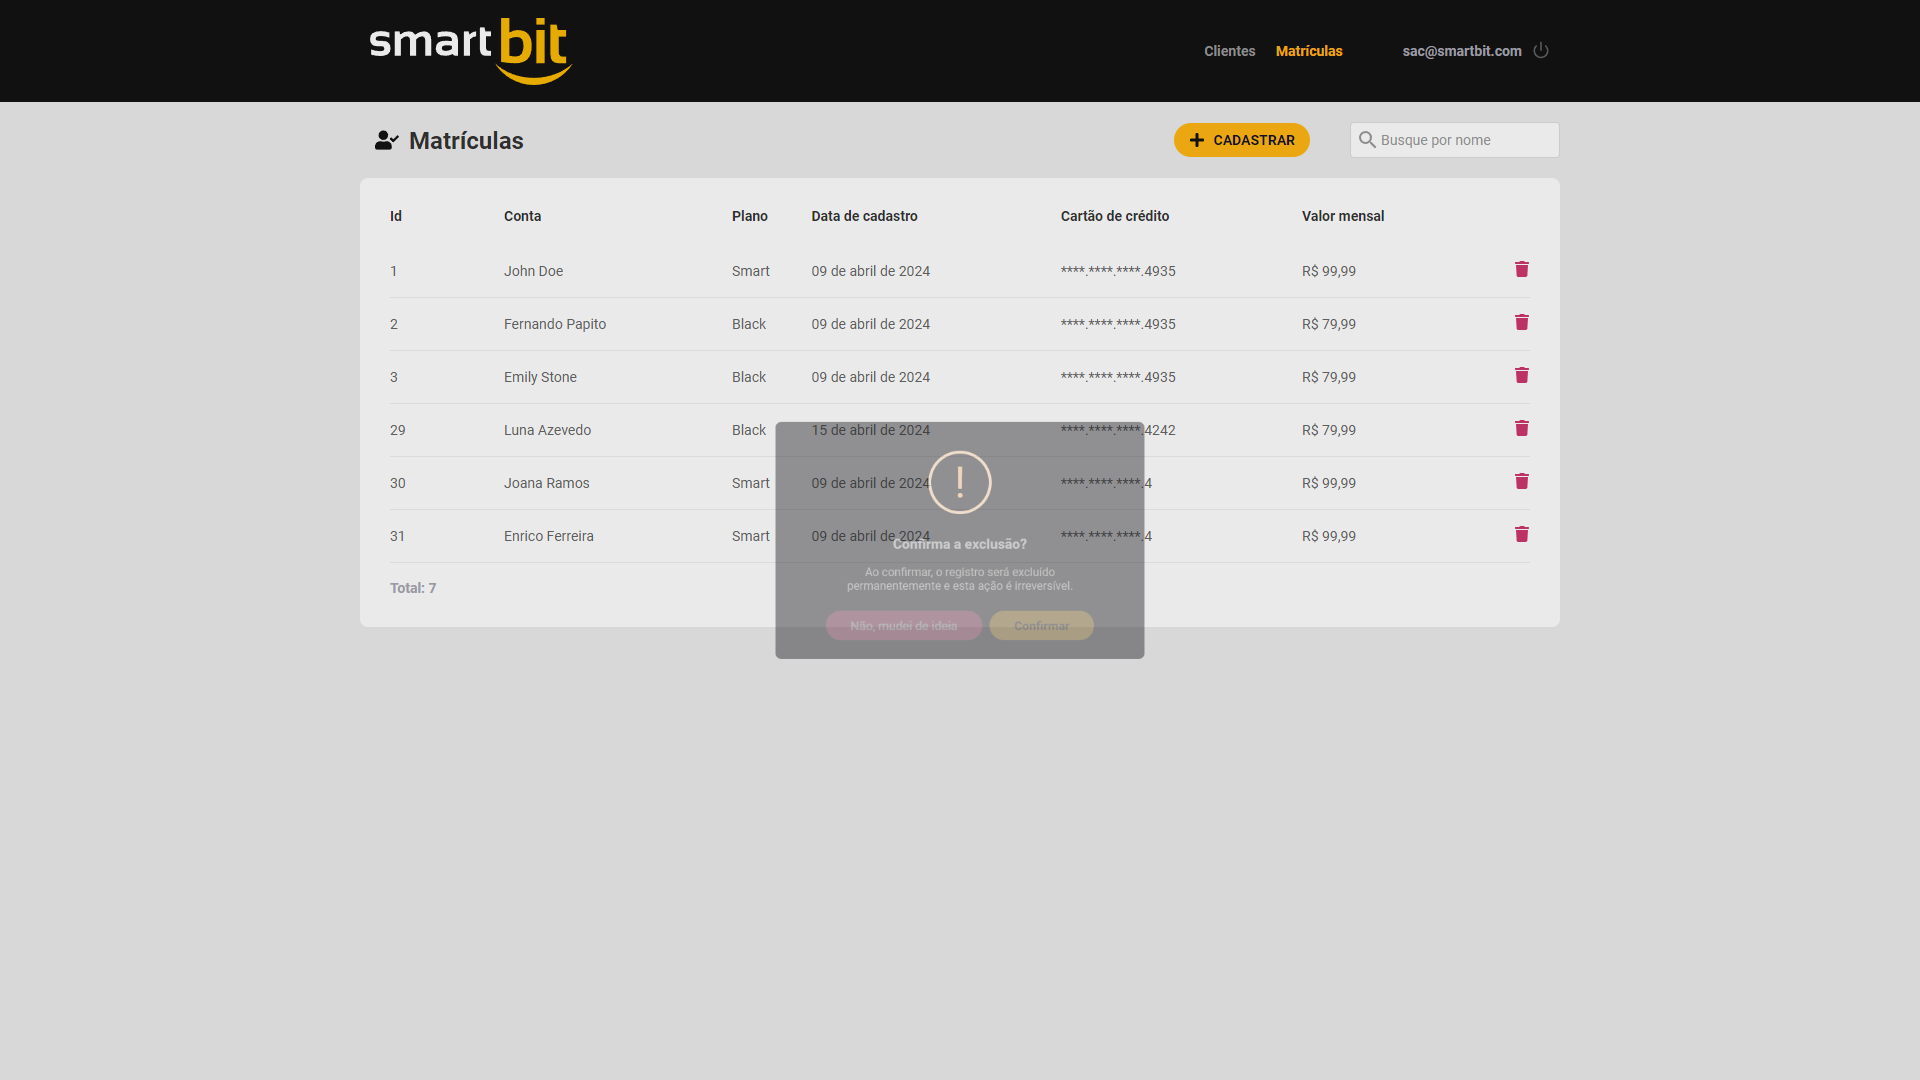 smartbit
Clientes Matrículas sac@smartbit.com
Matrículas
CADASTRAR
Busque por nome
Id Conta Plano Data de cadastro Cartão de crédito Valor mensal
1 John Doe Smart 09 de abril de 2024 ****.****.****.4935 R$ 99,99
2 Fernando Papito Black 09 de abril de 2024 ****.****.****.4935 R$ 79,99
3 Emily Stone Black 09 de abril de 2024 ****.****.****.4935 R$ 79,99
29 Luna Azevedo Black 15 de abril de 2024 ****.****.****.4242 R$ 79,99
30 Joana Ramos Smart 09 de abril de 2024 ****.****.****.4 R$ 99,99
31 Enrico Ferreira Smart 09 de abril de 2024 ****.****.****.4 R$ 99,99
Total: 7
!
Confirma a exclusão?
Ao confirmar, o registro será excluído
permanentemente e esta ação é irreversível.
Não, mudei de ideia Confirmar